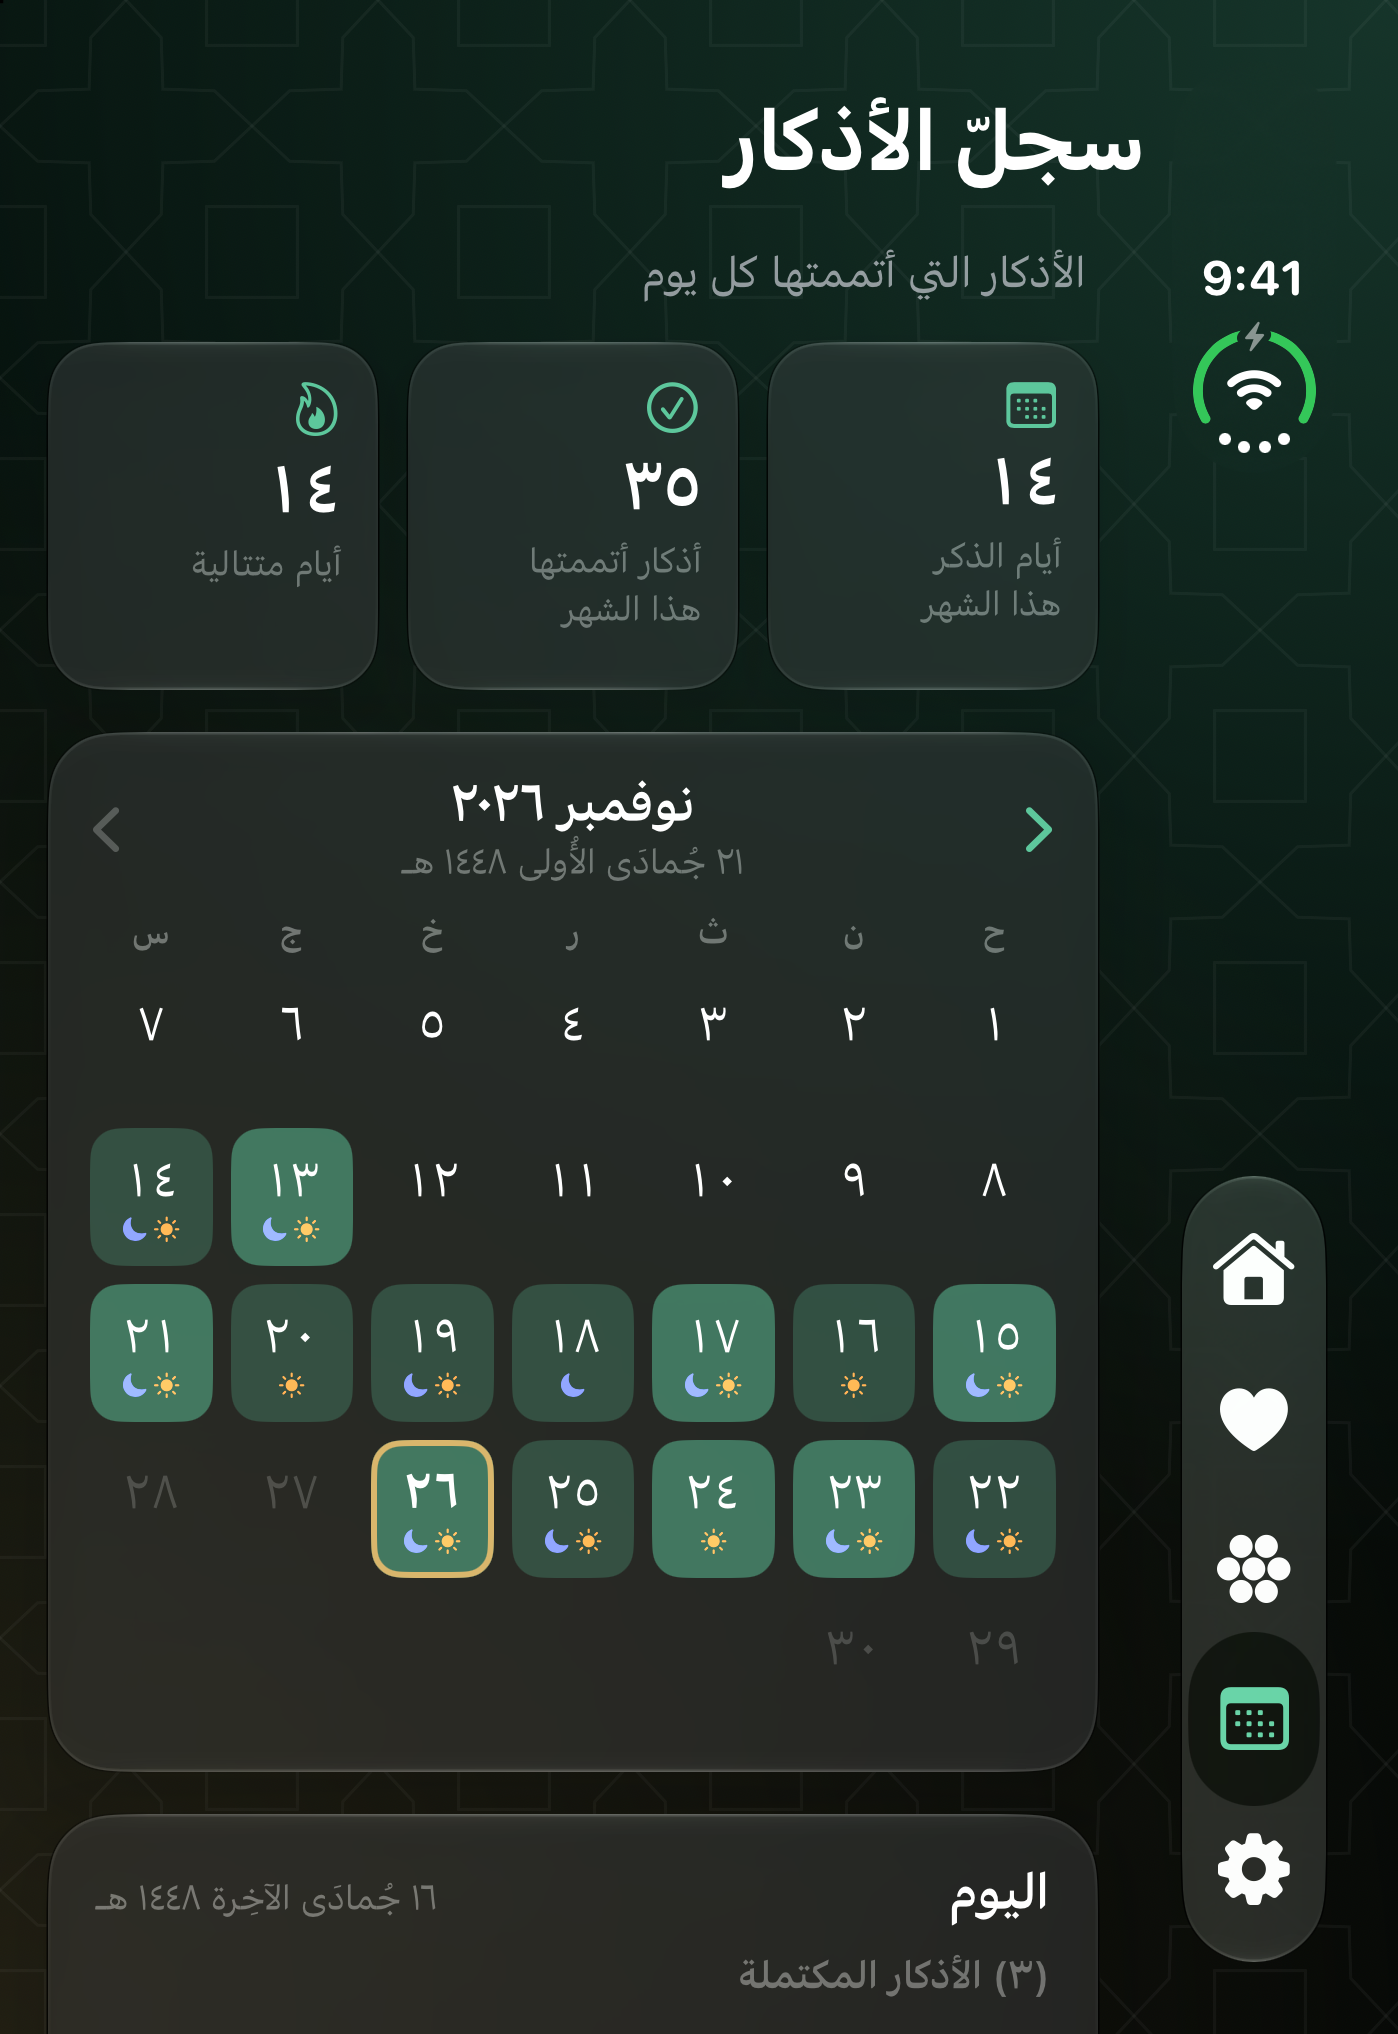 سجلّ الأذكار
9:41
الأذكار التي أتممتها كل يوم
١٤
أيام الذكر
هذا الشهر
٣٥
أذكار أتممتها
هذا الشهر
١٤
أيام متتالية
نوفمبر ٢٠٢٦
٢١ جُمادَى الأُولى ١٤٤٨ هـ
ح ن ث ر خ ج س
١ ٢ ٣ ٤ ٥ ٦ ٧
٨ ٩ ١٠ ١١ ١٢ ١٣ ١٤
١٥ ١٦ ١٧ ١٨ ١٩ ٢٠ ٢١
٢٢ ٢٣ ٢٤ ٢٥ ٢٦ ٢٧ ٢٨
٢٩ ٣٠
اليوم
١٦ جُمادَى الآخِرة ١٤٤٨ هـ
(٣) الأذكار المكتملة